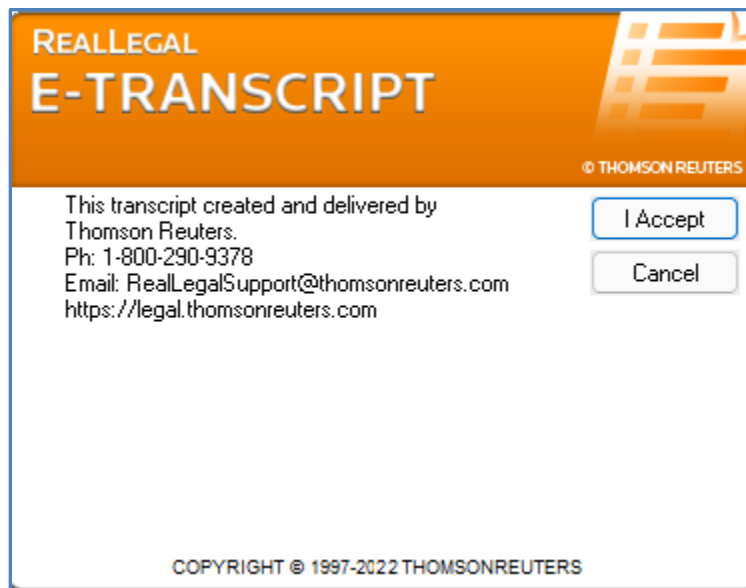 REALLEGAL
E-TRANSCRIPT
© THOMSON REUTERS
This transcript created and delivered by
Thomson Reuters.
Ph: 1-800-290-9378
Email: RealLegalSupport@thomsonreuters.com
https://legal.thomsonreuters.com
I Accept
Cancel
COPYRIGHT © 1997-2022 THOMSONREUTERS